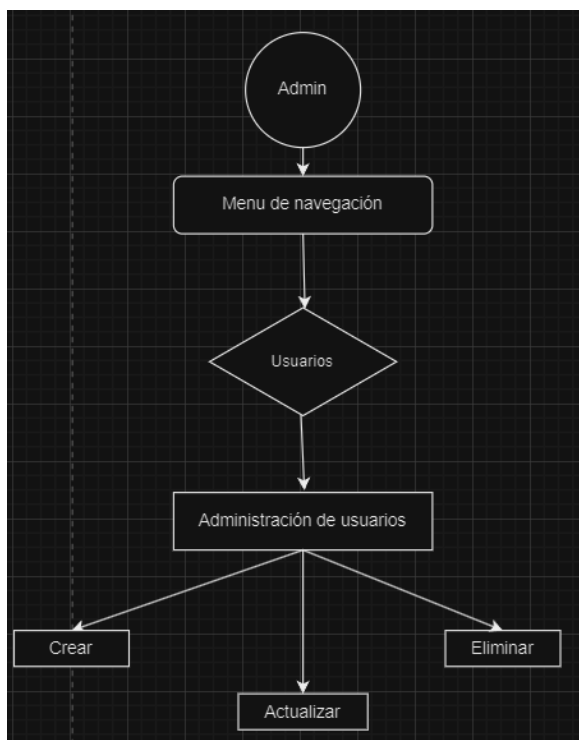 Admin
Menu de navegación
Usuarios
Administración de usuarios
Crear
Eliminar
Actualizar